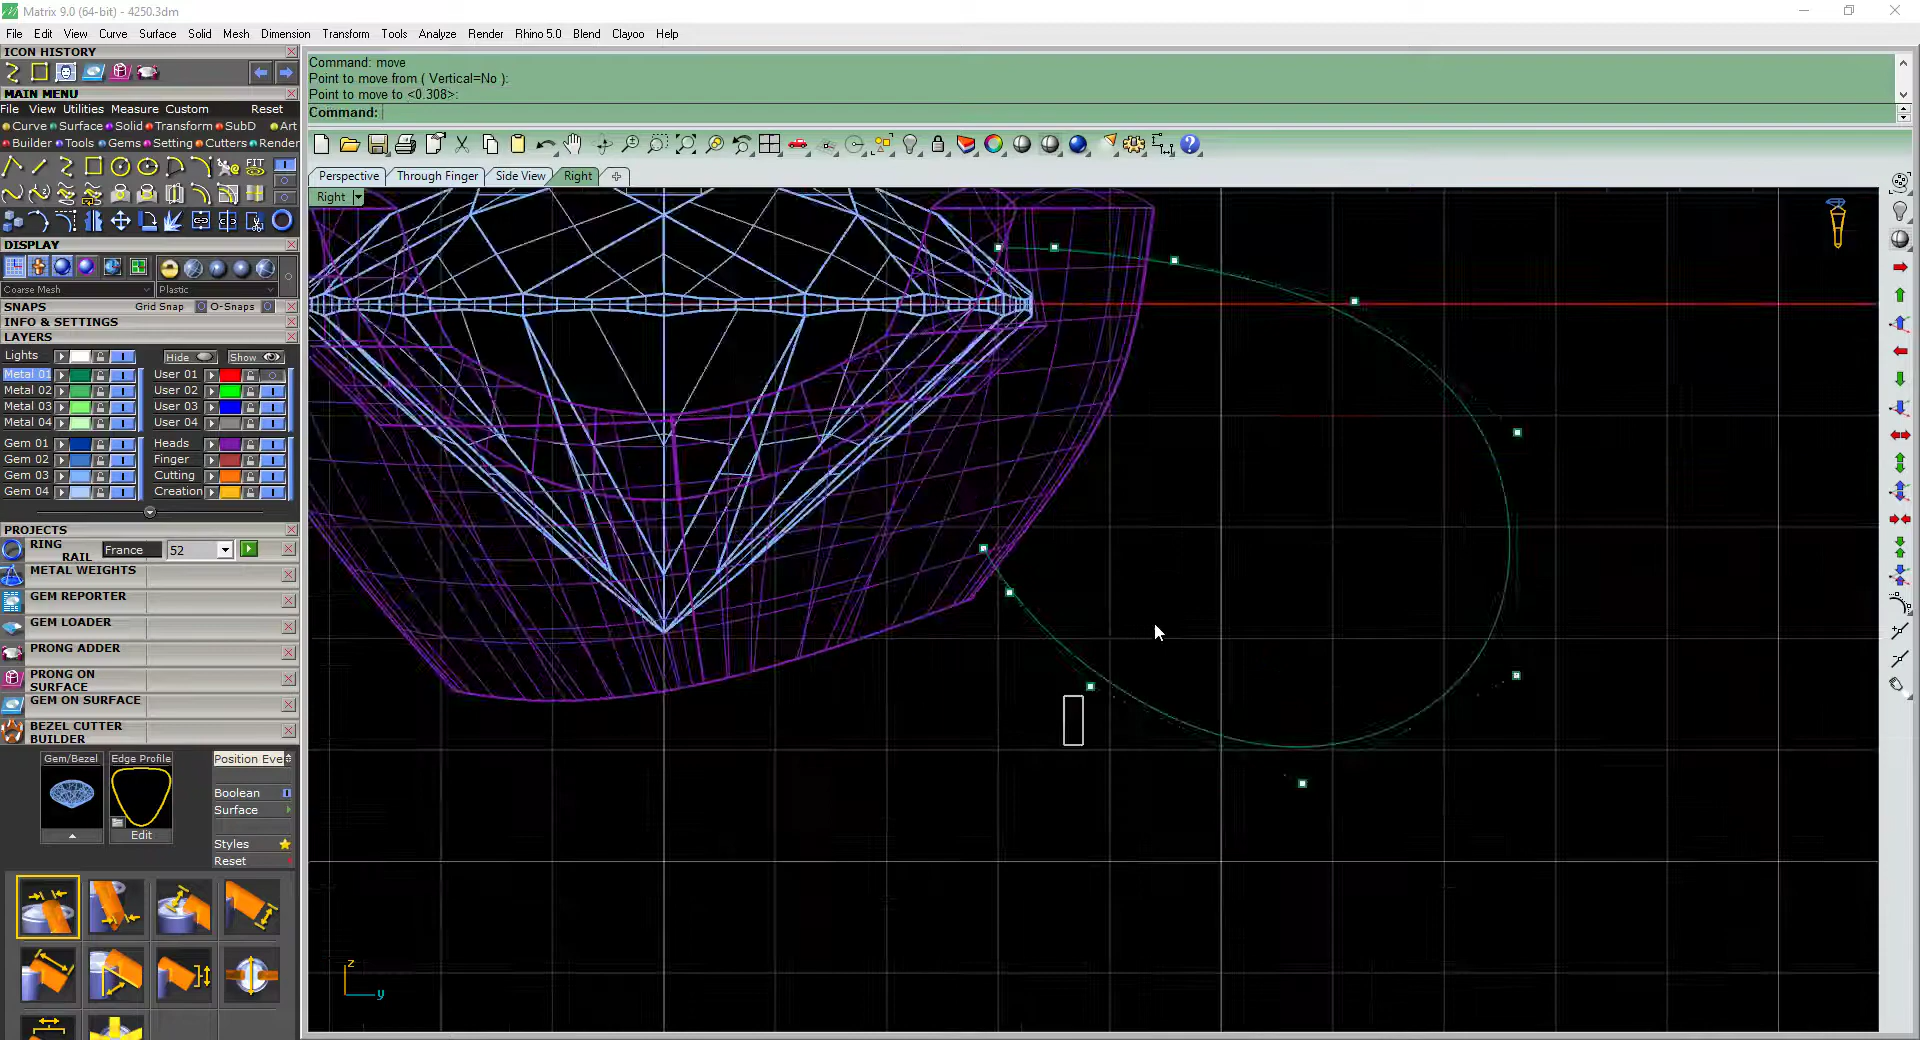 Matrix 9.0 (64-bit) - 4250.3dm
File Edit View Curve Surface Solid Mesh Dimension Transform Tools Analyze Render Rhino 5.0 Blend Clayoo Help
ICON HISTORY
MAIN MENU
File View Utilities Measure Custom Reset
Curve Surface Solid Transform SubD Art
Builder Tools Gems Setting Cutters Render
FIT
DISPLAY
Coarse Mesh Plastic
SNAPS Grid Snap O-Snaps
INFO & SETTINGS
LAYERS
Lights Hide Show
Metal 01 User 01
Metal 02 User 02
Metal 03 User 03
Metal 04 User 04
Gem 01 Heads
Gem 02 Finger
Gem 03 Cutting
Gem 04 Creation
PROJECTS
RING RAIL France 52
METAL WEIGHTS
GEM REPORTER
GEM LOADER
PRONG ADDER
PRONG ON SURFACE
GEM ON SURFACE
BEZEL CUTTER BUILDER
Gem/Bezel Edge Profile Position Eve
Boolean
Surface
Edit
Styles
Reset
Command: move
Point to move from ( Vertical=No ):
Point to move to <0.308>:
Command:
Perspective Through Finger Side View Right
Right
z
y